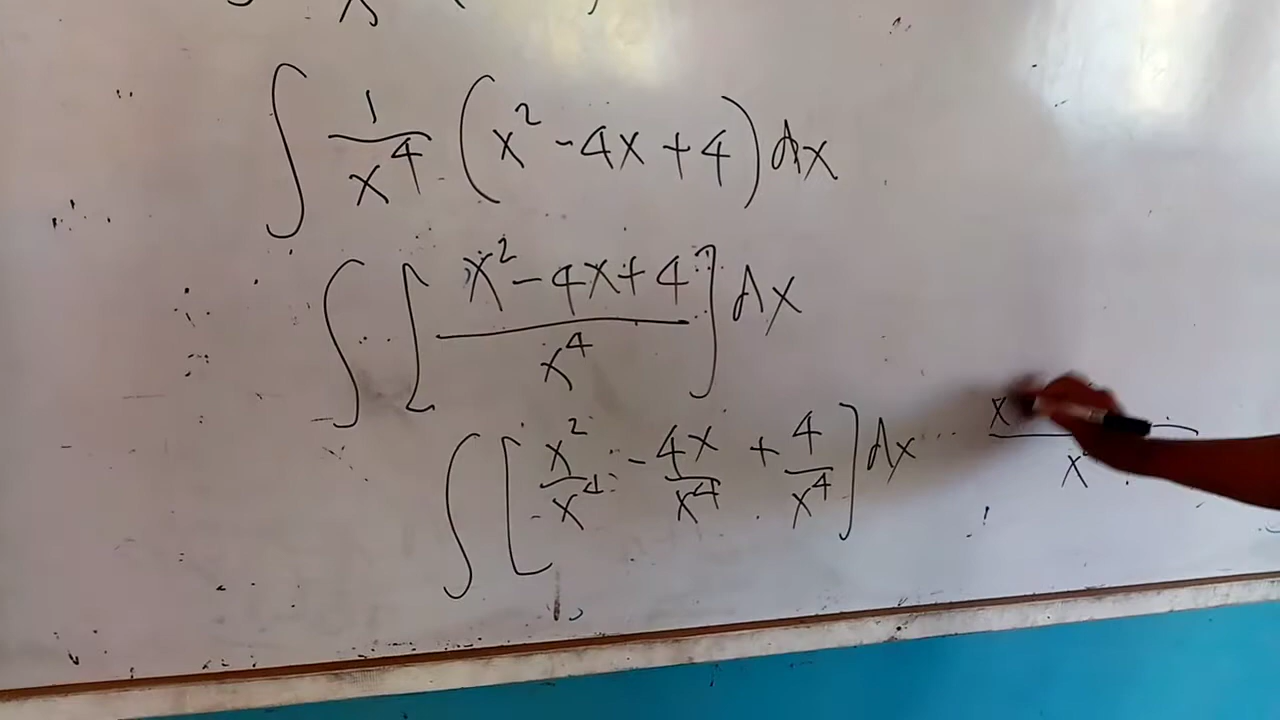 ∫ 1/x⁴ (x² - 4x + 4) dx
∫ [ (x² - 4x + 4)/x⁴ ] dx
∫ [ x²/x⁴ - 4x/x⁴ + 4/x⁴ ] dx